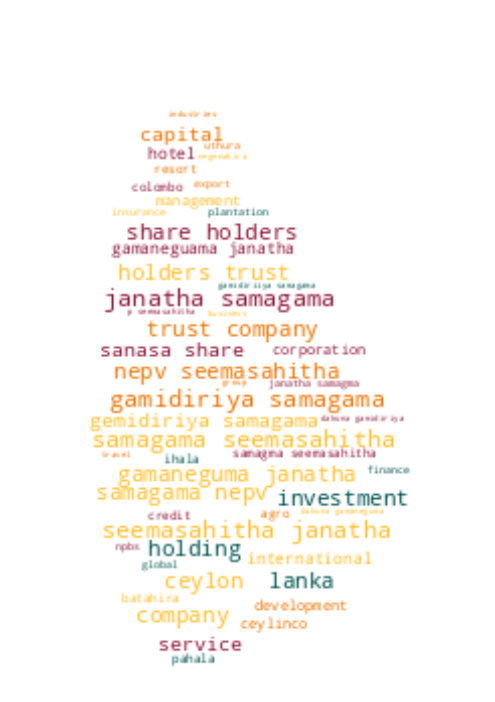 industries
capital
uthura
hotel
resort
colombo export
management
insurance plantation
share holders
gamaneguama janatha
holders trust
gamidiriiya samagama
janatha samagama
p seemasahitha business
trust company
sanasa share corporation
nepv seemasahitha
group janatha samagma
gamidiriya samagama
gemidiriya samagama dakuna gamidiriya
samagama seemasahitha
travel ihala samagma seemasahitha
gamaneguma janatha finance
samagama nepv investment
credit agro dakuna gamaneguma
seemasahitha janatha
npbs holding international
global
ceylon lanka
batahira development
company ceylinco
service
pahala